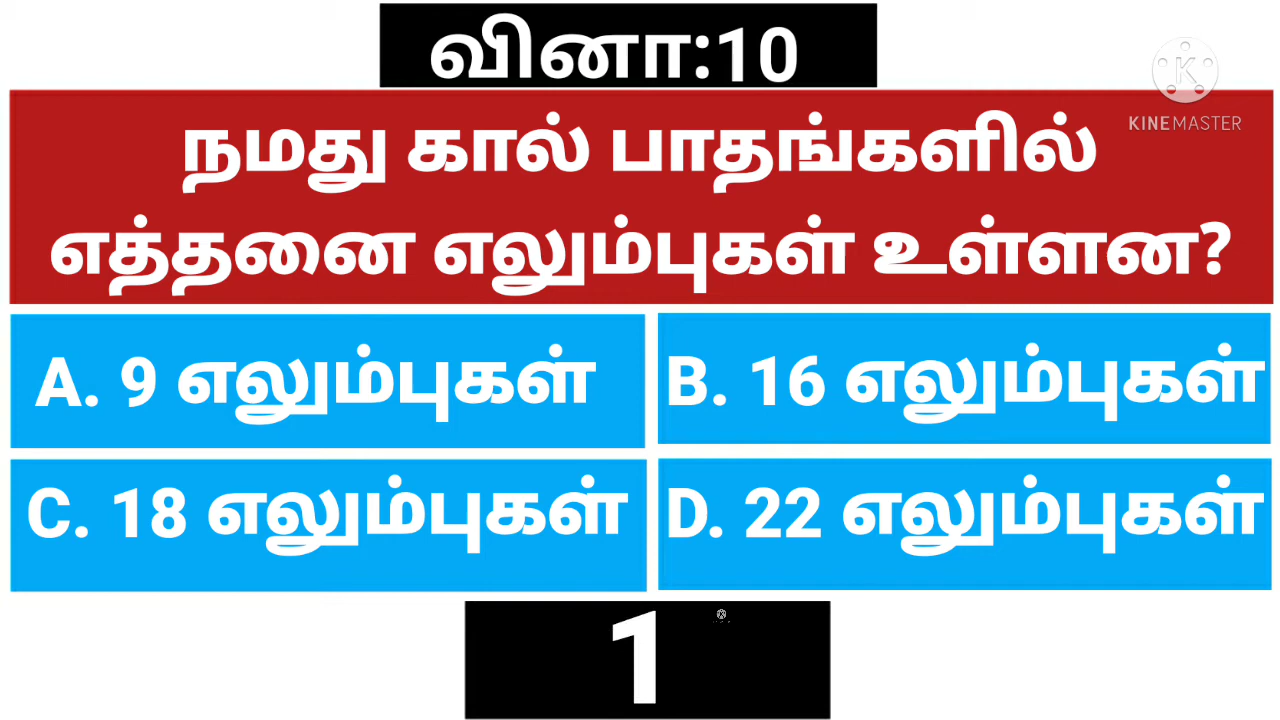 வினா:10
K
KINEMASTER
நமது கால் பாதங்களில்
எத்தனை எலும்புகள் உள்ளன?
A. 9 எலும்புகள்
B. 16 எலும்புகள்
C. 18 எலும்புகள்
D. 22 எலும்புகள்
1